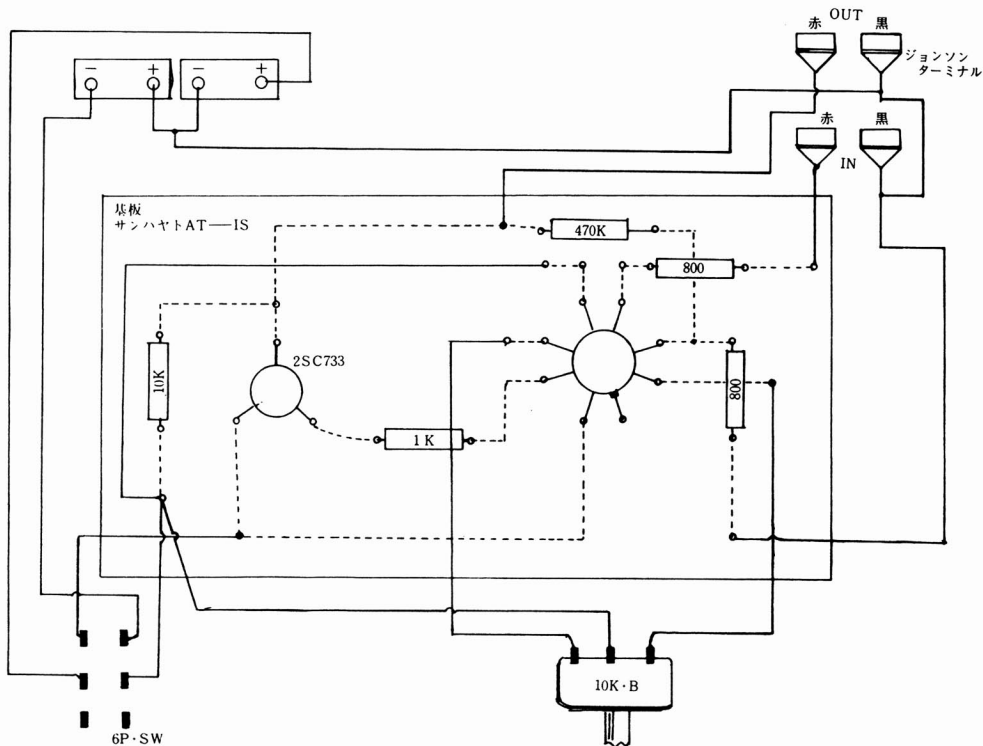 OUT
赤
黒
ジョンソン
ターミナル
− + − +
赤
黒
IN
基板
サンハヤトAT—1S
470K
800
2SC733
10K
800
1K
10K・B
6P・SW